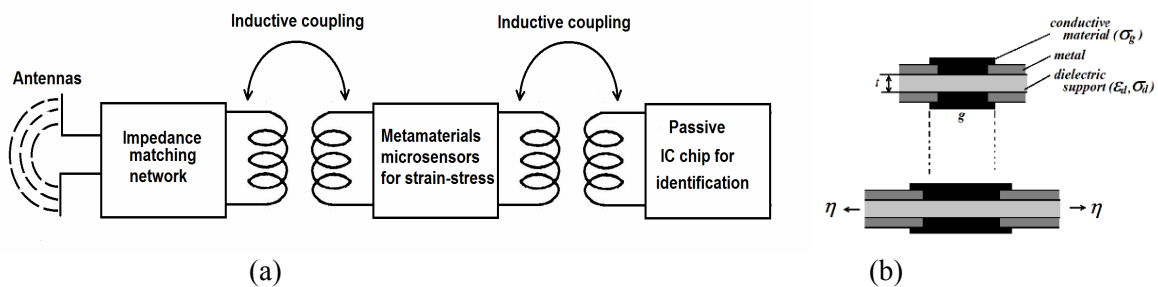 Inductive coupling
Inductive coupling
Antennas
Impedance
matching
network
Metamaterials
microsensors
for strain-stress
Passive
IC chip for
identification
(a)
conductive
material (σg)
metal
dielectric
support (εd, σd)
t
g
η
η
(b)